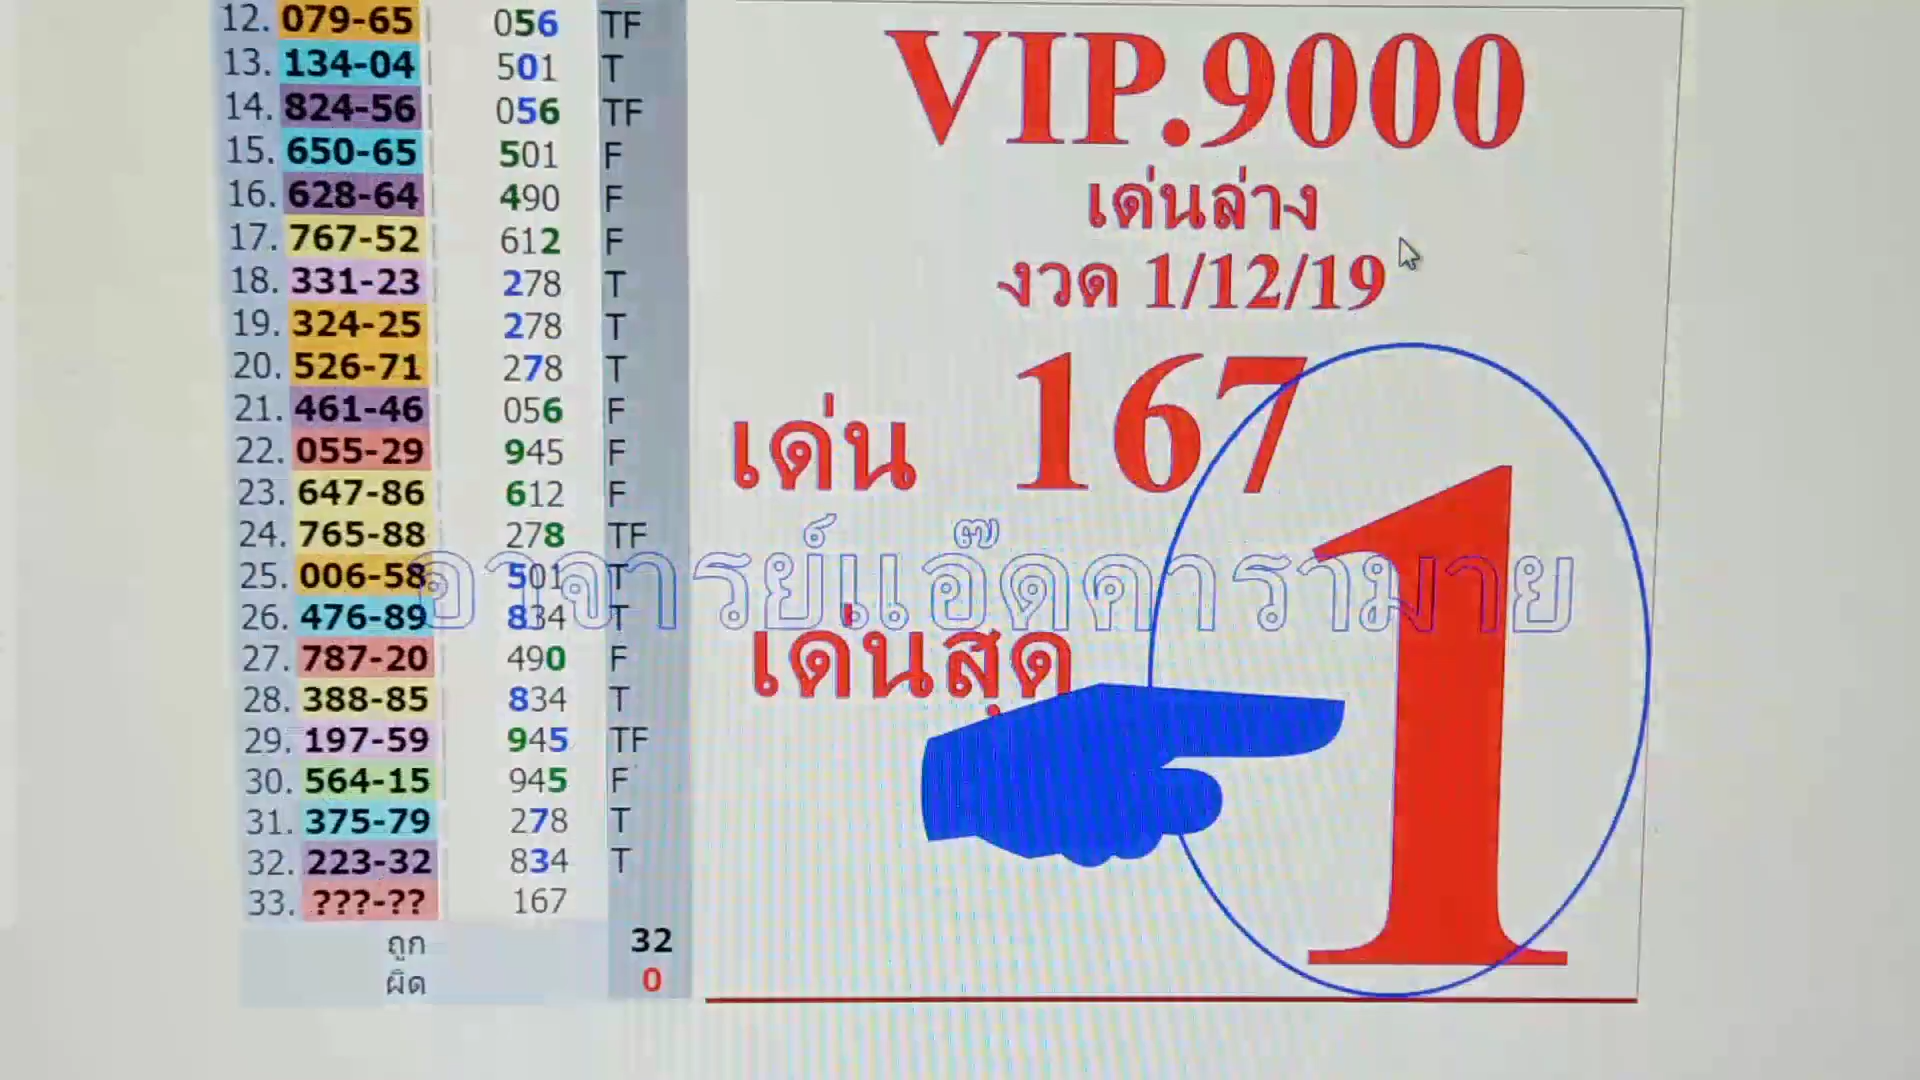 12. 079-65 056 TF
13. 134-04 501 T
14. 824-56 056 TF
15. 650-65 501 F
16. 628-64 490 F
17. 767-52 612 F
18. 331-23 278 T
19. 324-25 278 T
20. 526-71 278 T
21. 461-46 056 F
22. 055-29 945 F
23. 647-86 612 F
24. 765-88 278 TF
25. 006-58 501 T
26. 476-89 834 T
27. 787-20 490 F
28. 388-85 834 T
29. 197-59 945 TF
30. 564-15 945 F
31. 375-79 278 T
32. 223-32 834 T
33. ???-?? 167
ถูก 32
ผิด 0
VIP.9000
เด่นล่าง
งวด 1/12/19
เด่น 167
อาจารย์แอ๊ดคารามาย
เด่นสุด
1